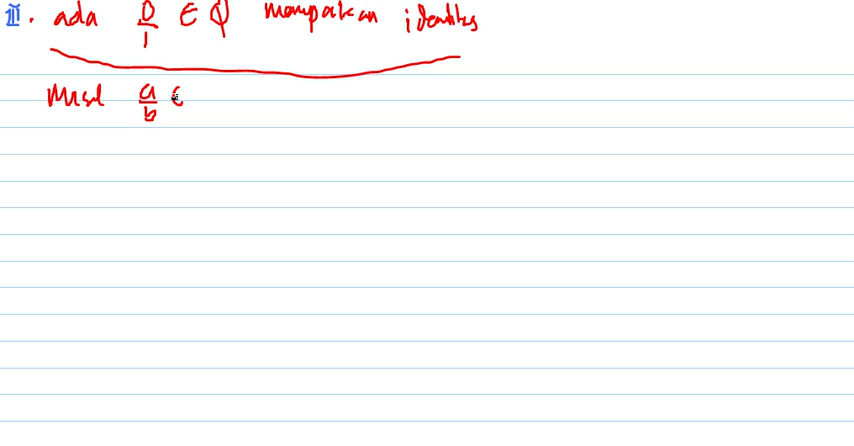 II. ada 0/1 ∈ Q merupakan identitas
Misal a/b ∈